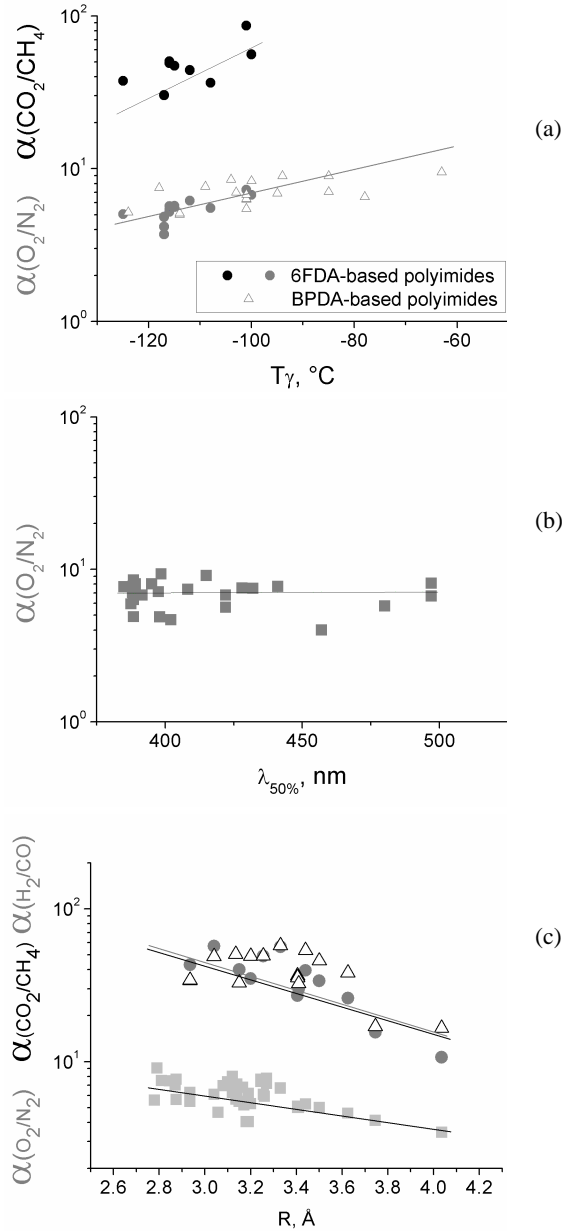 10²
10¹
10⁰
α(CO₂/CH₄)
α(O₂/N₂)
6FDA-based polyimides
BPDA-based polyimides
-120 -100 -80 -60
Tγ, °C
(a)
10²
10¹
10⁰
α(O₂/N₂)
400 450 500
λ₅₀%, nm
(b)
α(H₂/CO)
α(CO₂/CH₄)
α(O₂/N₂)
10²
10¹
2.6 2.8 3.0 3.2 3.4 3.6 3.8 4.0 4.2
R, Å
(c)